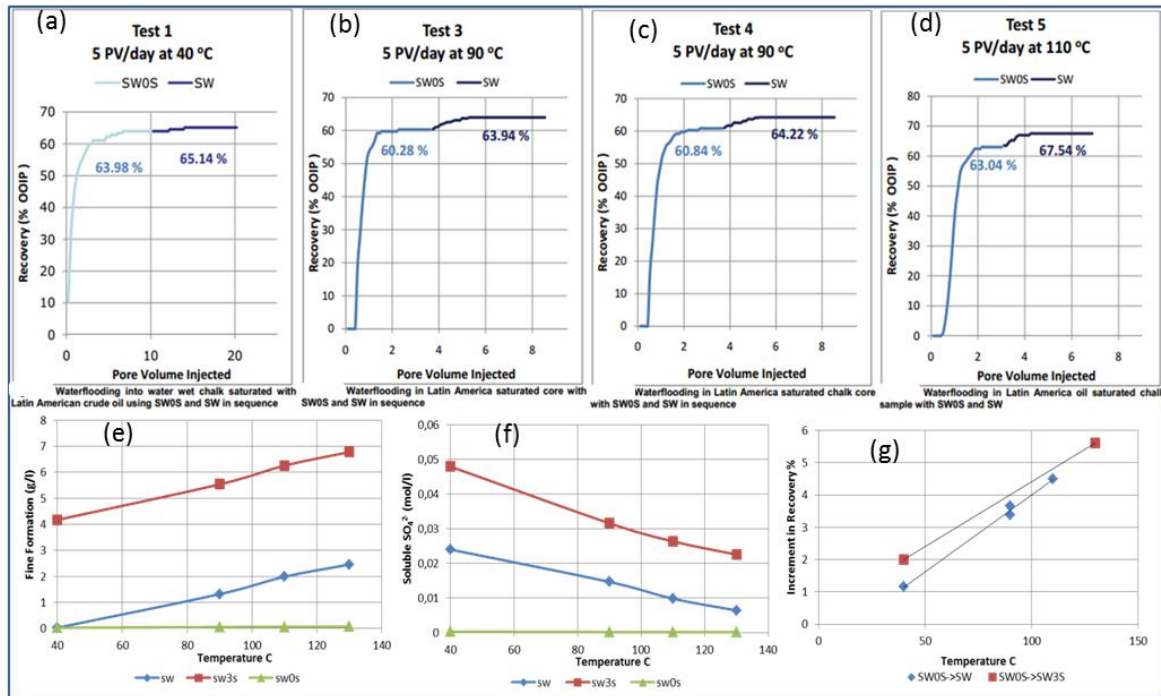 (a)
Test 1
5 PV/day at 40 °C
SW0S SW
Recovery (% OOIP )
70
60
50
40
30
20
10
0
63.98 %
65.14 %
0 10 20
Pore Volume Injected
Waterflooding into water wet chalk saturated with
Latin American crude oil using SW0S and SW in sequence
(b)
Test 3
5 PV/day at 90 °C
SW0S SW
Recovery (% OOIP )
70
60
50
40
30
20
10
0
60.28 %
63.94 %
0 2 4 6 8
Pore Volume Injected
Waterflooding in Latin America saturated core with
SW0S and SW in sequence
(c)
Test 4
5 PV/day at 90 °C
SW0S SW
Recovery (% OOIP )
70
60
50
40
30
20
10
0
60.84 %
64.22 %
0 2 4 6 8
Pore Volume Injected
Waterflooding in Latin America saturated chalk core
with SW0S and SW in sequence
(d)
Test 5
5 PV/day at 110 °C
SW0S SW
Recovery (% OOIP )
80
70
60
50
40
30
20
10
0
63.04 %
67.54 %
0 2 4 6 8
Pore Volume Injected
Waterflooding in Latin America oil saturated chalk
sample with SW0S and SW
(e)
Fine Formation (g/l)
8
7
6
5
4
3
2
1
0
40 60 80 100 120 140
Temperature C
sw sw3s sw0s
(f)
Soluble SO₄²⁻ (mol/l)
0,06
0,05
0,04
0,03
0,02
0,01
0
40 60 80 100 120 140
Temperature C
sw sw3s sw0s
(g)
Increment in Recovery %
6
5
4
3
2
1
0
0 50 100 150
Temperature C
SW0S->SW SW0S->SW3S